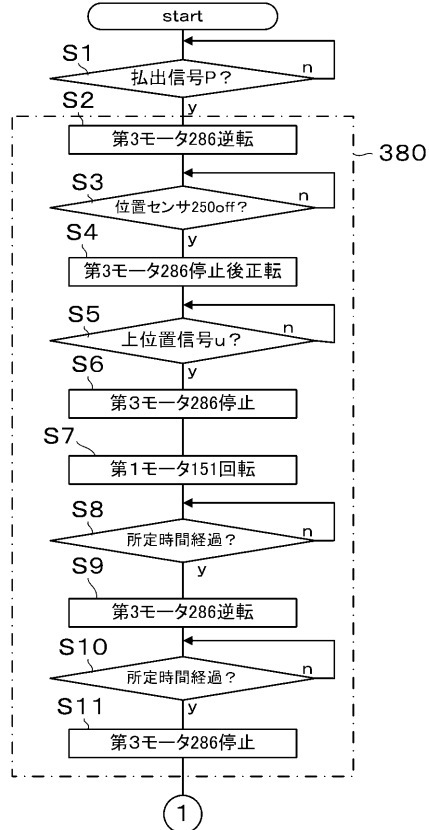 start
S1
払出信号P?
n
y
S2
第3モータ286逆転
380
S3
位置センサ250off?
n
y
S4
第3モータ286停止後正転
S5
上位置信号u?
n
y
S6
第3モータ286停止
S7
第1モータ151回転
S8
所定時間経過?
n
y
S9
第3モータ286逆転
S10
所定時間経過?
n
y
S11
第3モータ286停止
1